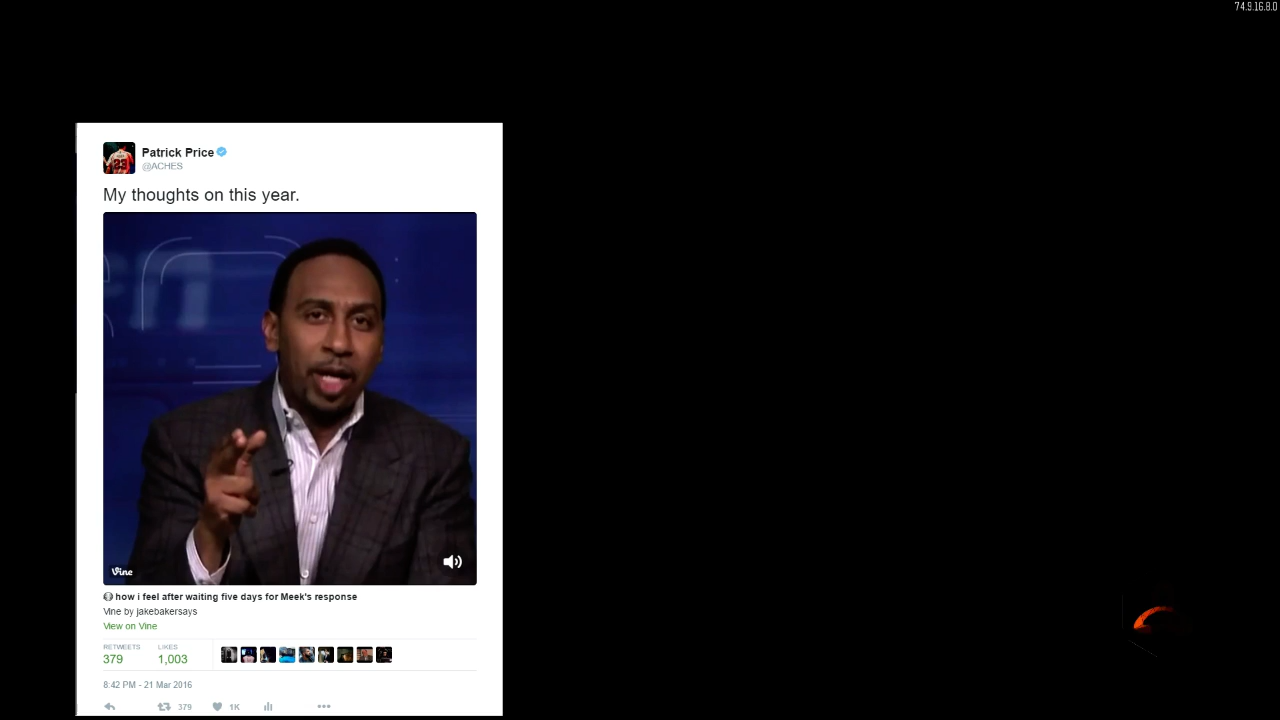 74.9.16.8.0
Patrick Price
@ACHES
My thoughts on this year.
Vine
how i feel after waiting five days for Meek's response
Vine by jakebakersays
View on Vine
RETWEETS LIKES
379 1,003
8:42 PM - 21 Mar 2016
379 1K